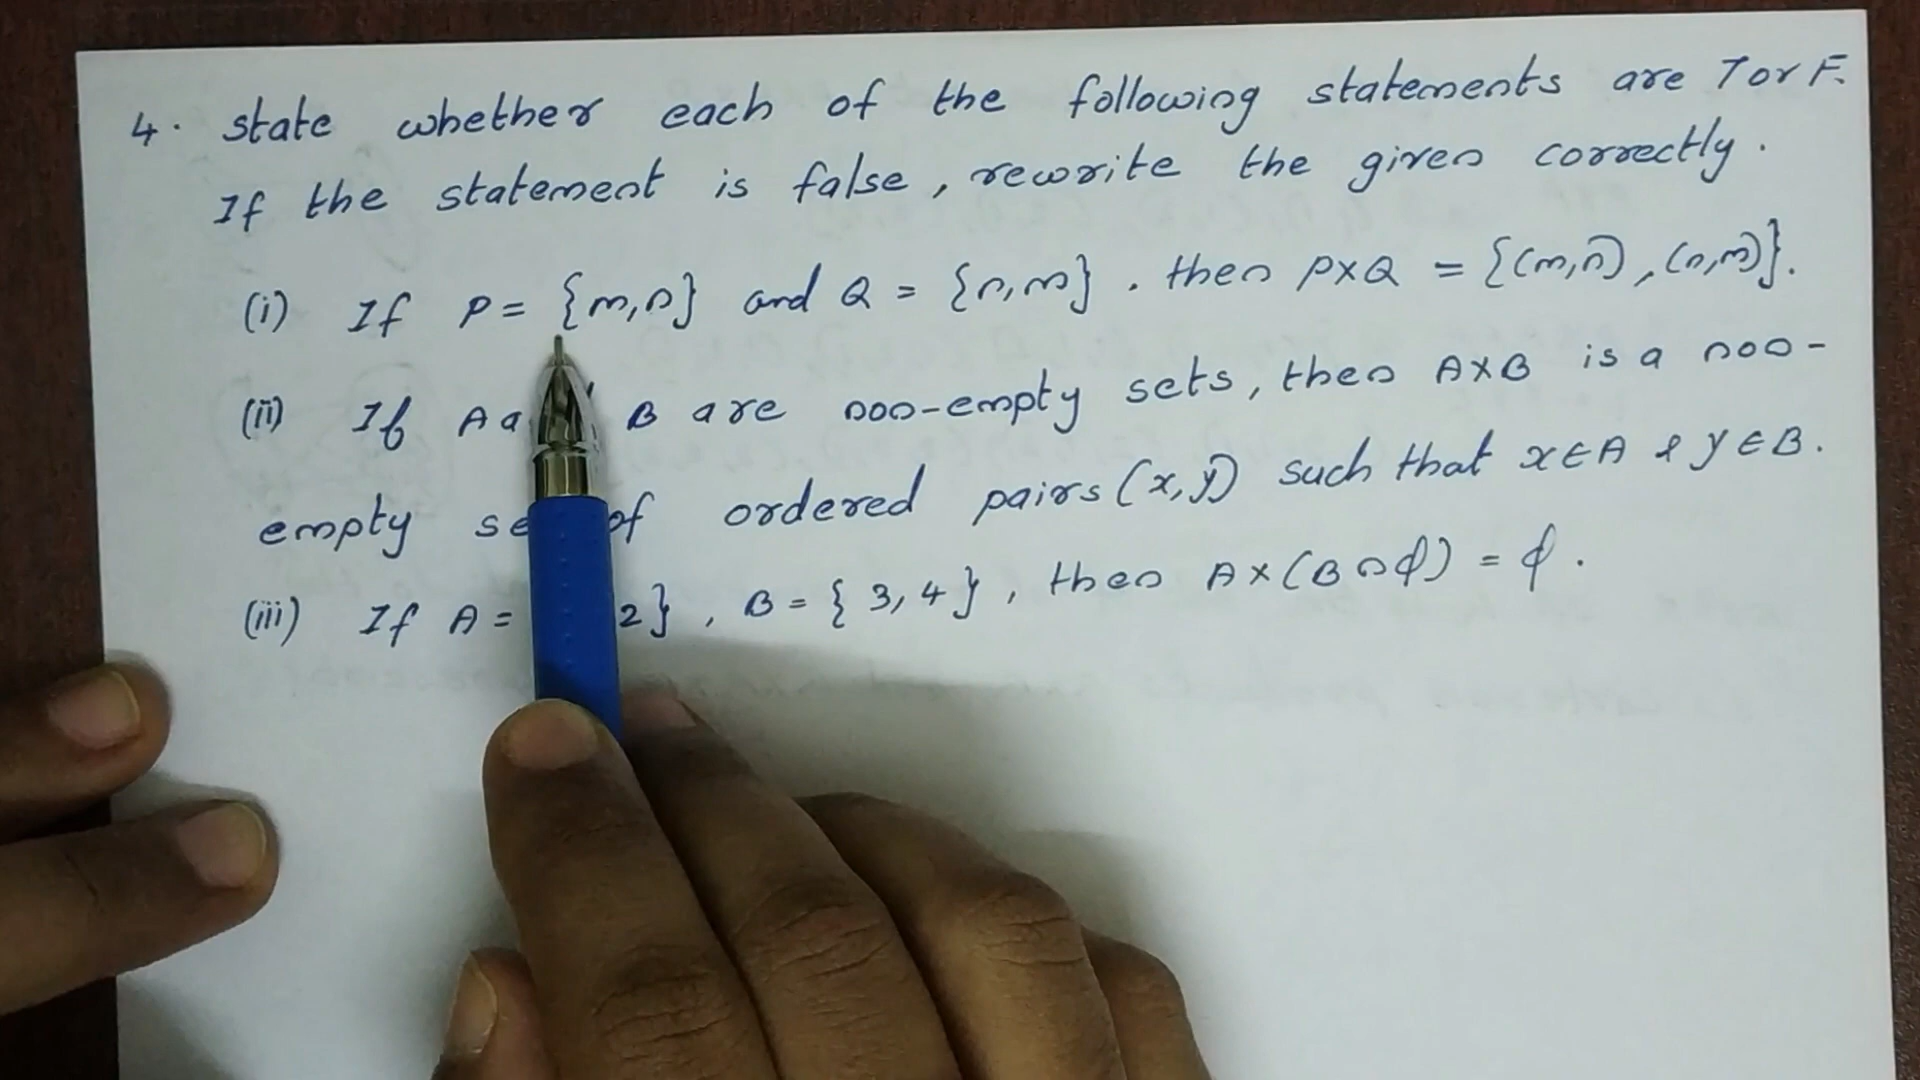 4. State whether each of the following statements are T or F.
If the statement is false, rewrite the given correctly.
(i) If P = {m,n} and Q = {n,m}. then P×Q = {(m,n),(n,m)}.
(ii) If A B are non-empty sets, then A×B is a non-
empty of ordered pairs (x,y) such that x∈A & y∈B.
(iii) If A = 2}, B = {3,4}, then A×(B∩ϕ) = ϕ.